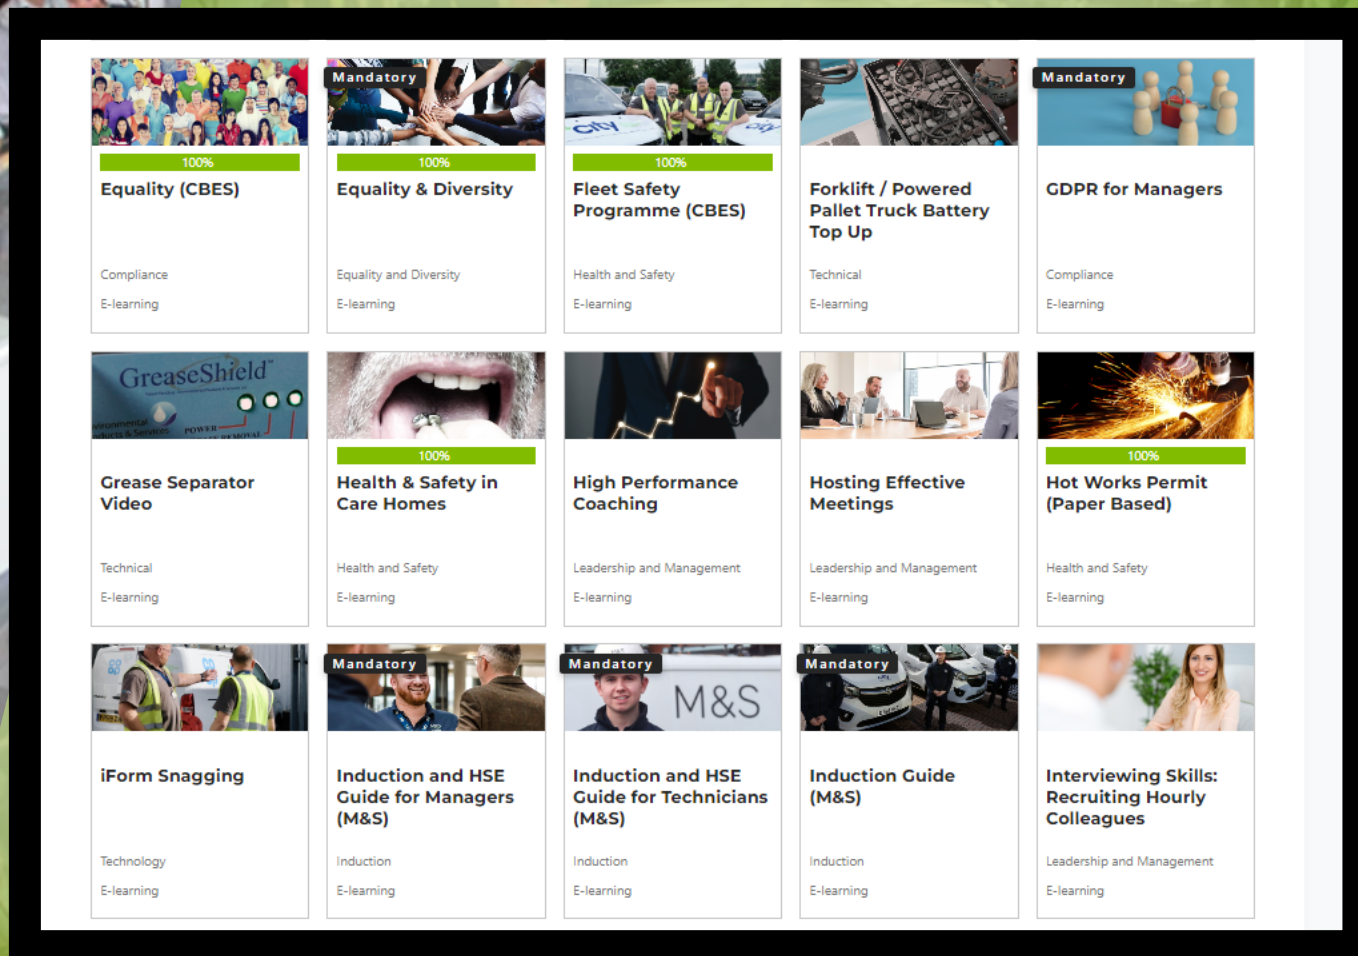 Mandatory
Mandatory
city
city
100%
100%
100%
Equality (CBES)
Equality & Diversity
Fleet Safety
Programme (CBES)
Forklift / Powered
Pallet Truck Battery
Top Up
GDPR for Managers
Compliance
Equality and Diversity
Health and Safety
Technical
Compliance
E-learning
E-learning
E-learning
E-learning
E-learning
GreaseShield™
POWER
REMOVAL
100%
100%
Grease Separator
Video
Health & Safety in
Care Homes
High Performance
Coaching
Hosting Effective
Meetings
Hot Works Permit
(Paper Based)
Technical
Health and Safety
Leadership and Management
Leadership and Management
Health and Safety
E-learning
E-learning
E-learning
E-learning
E-learning
Mandatory
Mandatory
Mandatory
M&S
iForm Snagging
Induction and HSE
Guide for Managers
(M&S)
Induction and HSE
Guide for Technicians
(M&S)
Induction Guide
(M&S)
Interviewing Skills:
Recruiting Hourly
Colleagues
Technology
Induction
Induction
Induction
Leadership and Management
E-learning
E-learning
E-learning
E-learning
E-learning